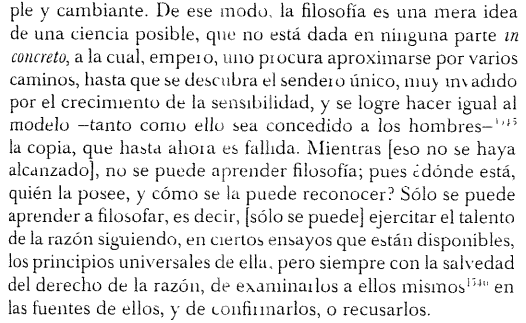 ple y cambiante. De ese modo, la filosofía es una mera idea
de una ciencia posible, que no está dada en ninguna parte in
concreto, a la cual, empero, uno procura aproximarse por varios
caminos, hasta que se descubra el sendero único, muy invadido
por el crecimiento de la sensibilidad, y se logre hacer igual al
modelo –tanto como ello sea concedido a los hombres–
la copia, que hasta ahora es fallida. Mientras [eso no se haya
alcanzado], no se puede aprender filosofía; pues ¿dónde está,
quién la posee, y cómo se la puede reconocer? Sólo se puede
aprender a filosofar, es decir, [sólo se puede] ejercitar el talento
de la razón siguiendo, en ciertos ensayos que están disponibles,
los principios universales de ella, pero siempre con la salvedad
del derecho de la razón, de examinarlos a ellos mismos en
las fuentes de ellos, y de confirmarlos, o recusarlos.